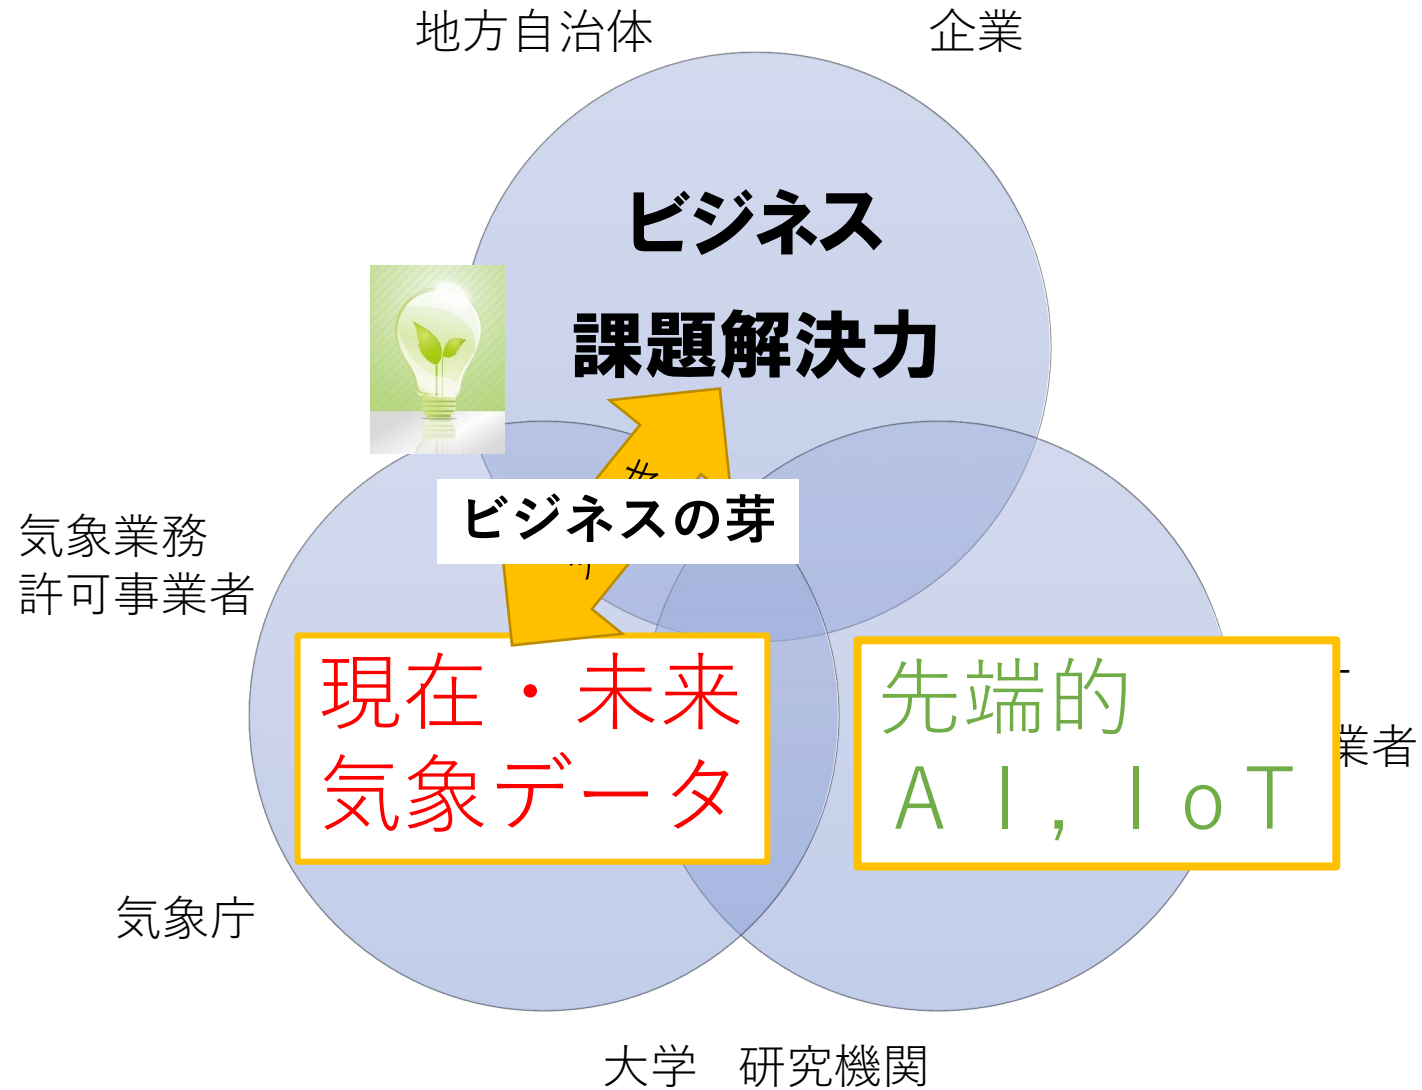 地方自治体
企業
ビジネス
課題解決力
ビジネスの芽
気象業務
許可事業者
現在・未来
気象データ
先端的
ＡＩ，ＩｏＴ
業者
気象庁
大学　研究機関